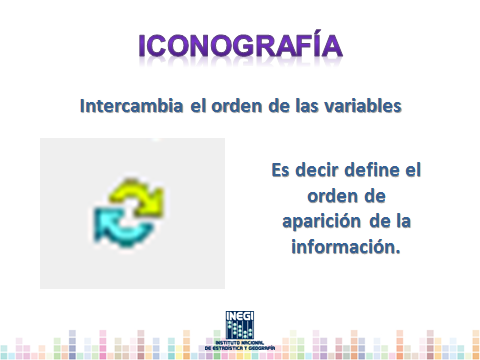 ICONOGRAFÍA
Intercambia el orden de las variables
Es decir define el
orden de
aparición de la
información.
INEGI
INSTITUTO NACIONAL
DE ESTADÍSTICA Y GEOGRAFÍA